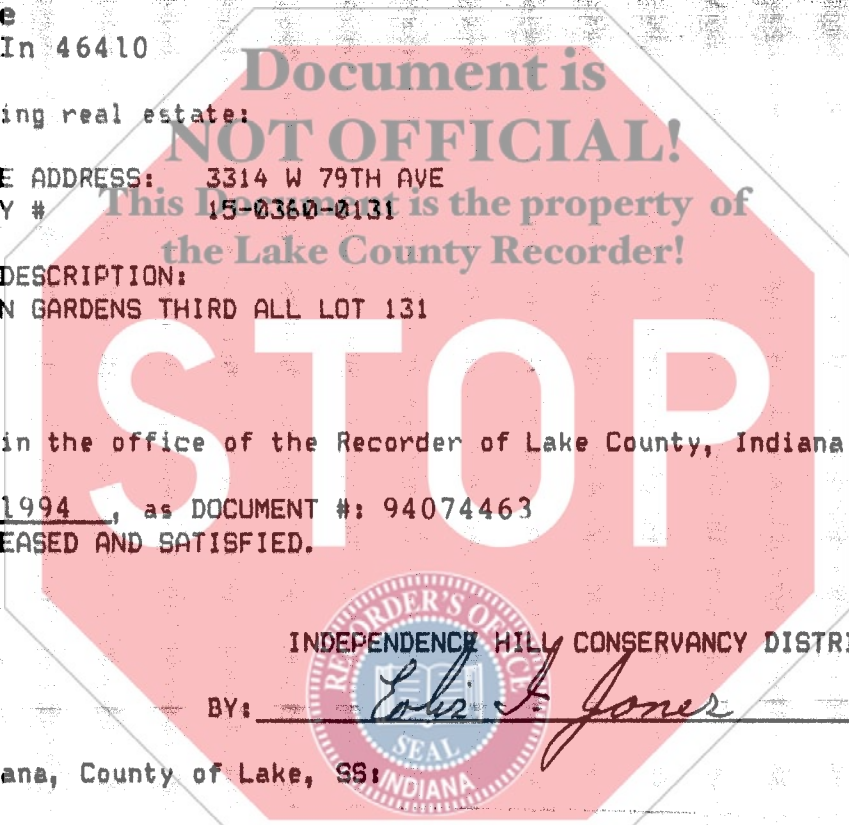 e
In 46410
Document is
ing real estate:
NOT OFFICIAL!
E ADDRESS: 3314 W 79TH AVE
This Document is the property of
Y # 15-0360-0131
the Lake County Recorder!
DESCRIPTION:
N GARDENS THIRD ALL LOT 131
STOP
in the office of the Recorder of Lake County, Indiana
1994 , as DOCUMENT #: 94074463
EASED AND SATISFIED.
RECORDER'S OFFICE
INDEPENDENCE HILL CONSERVANCY DISTRI
BY: Jones
SEAL
INDIANA
ana, County of Lake, SS: